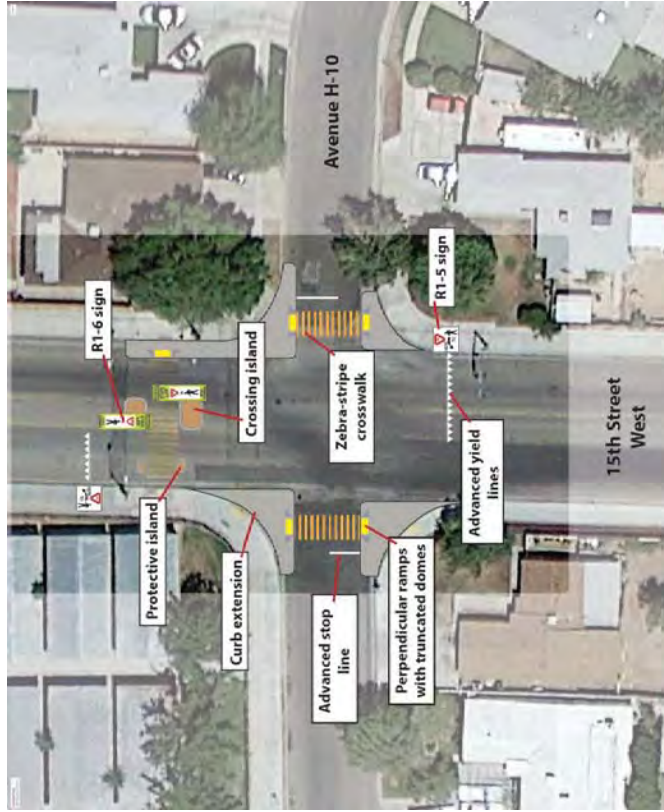 R1-6 sign
Protective island
Curb extension
Crossing island
Advanced stop
line
Zebra-stripe
crosswalk
Avenue H-10
Perpendicular ramps
with truncated domes
R1-5 sign
Advanced yield
lines
15th Street
West